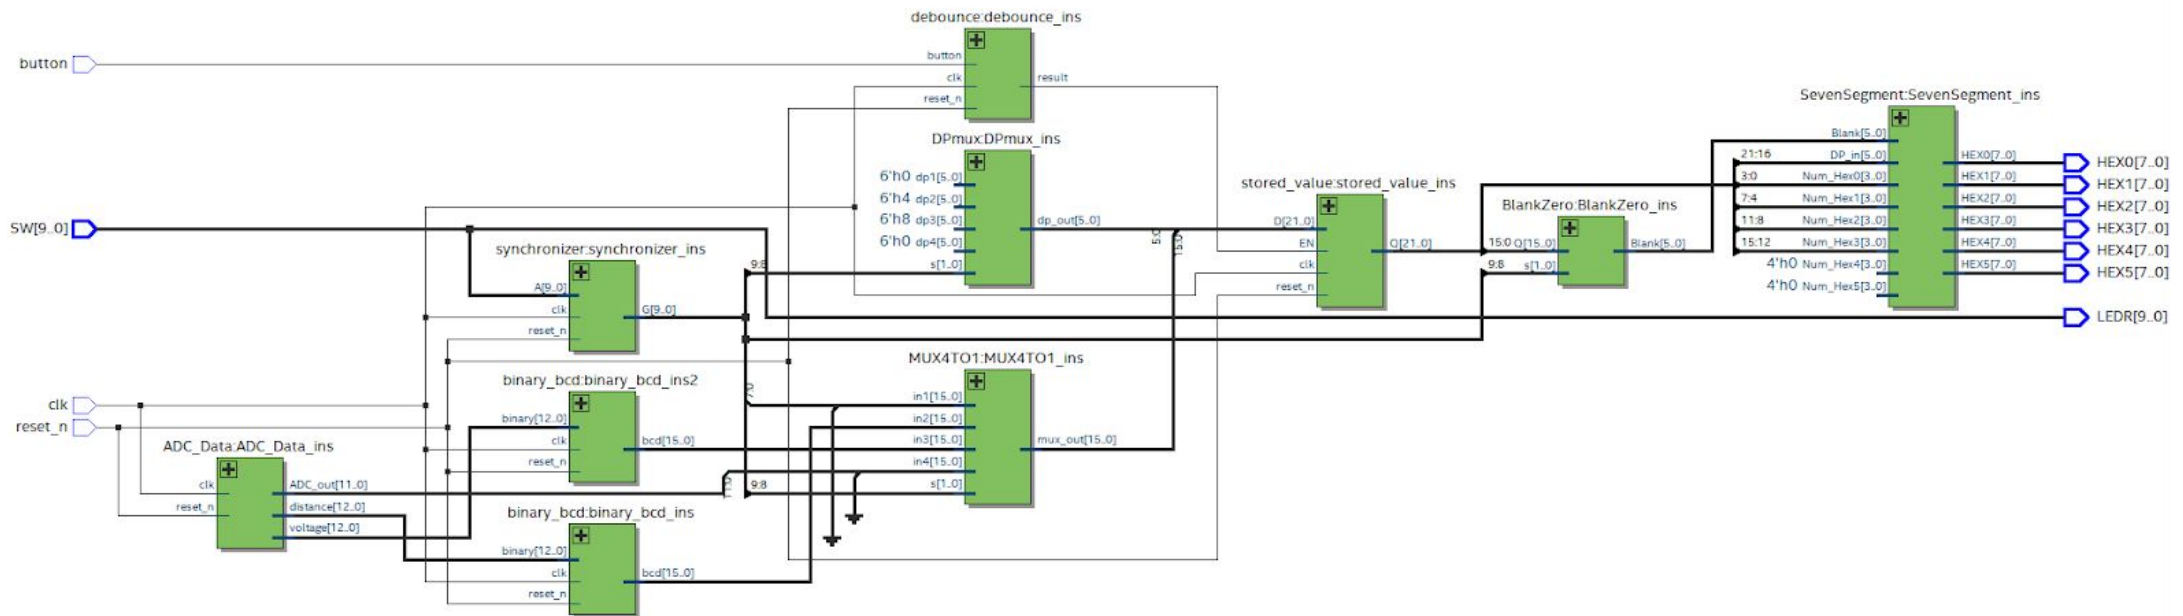 debounce:debounce_ins
button
button
clk
result
reset_n
SevenSegment:SevenSegment_ins
Blank[5..0]
DPmux:DPmux_ins
21:16
DP_in[5..0]
HEX0[7..0]
HEX0[7..0]
6'h0 dp1[5..0]
3:0
Num_Hex0[3..0]
HEX1[7..0]
HEX1[7..0]
stored_value:stored_value_ins
6'h4 dp2[5..0]
7:4
Num_Hex1[3..0]
HEX2[7..0]
HEX2[7..0]
BlankZero:BlankZero_ins
6'h8 dp3[5..0]
dp_out[5..0]
D[21..0]
11:8
Num_Hex2[3..0]
HEX3[7..0]
HEX3[7..0]
SW[9..0]
5:0
15:0
6'h0 dp4[5..0]
EN
Q[21..0]
15:0 Q[15..0]
Blank[5..0]
15:12
Num_Hex3[3..0]
HEX4[7..0]
HEX4[7..0]
synchronizer:synchronizer_ins
9:8
s[1..0]
clk
9:8
s[1..0]
4'h0 Num_Hex4[3..0]
HEX5[7..0]
HEX5[7..0]
A[9..0]
reset_n
4'h0 Num_Hex5[3..0]
clk
G[9..0]
LEDR[9..0]
reset_n
MUX4TO1:MUX4TO1_ins
binary_bcd:binary_bcd_ins2
7:0
in1[15..0]
clk
binary[12..0]
in2[15..0]
reset_n
clk
bcd[15..0]
in3[15..0]
mux_out[15..0]
ADC_Data:ADC_Data_ins
reset_n
in4[15..0]
clk
ADC_out[11..0]
11:0
9:8
s[1..0]
reset_n
distance[12..0]
voltage[12..0]
binary_bcd:binary_bcd_ins
binary[12..0]
clk
bcd[15..0]
reset_n